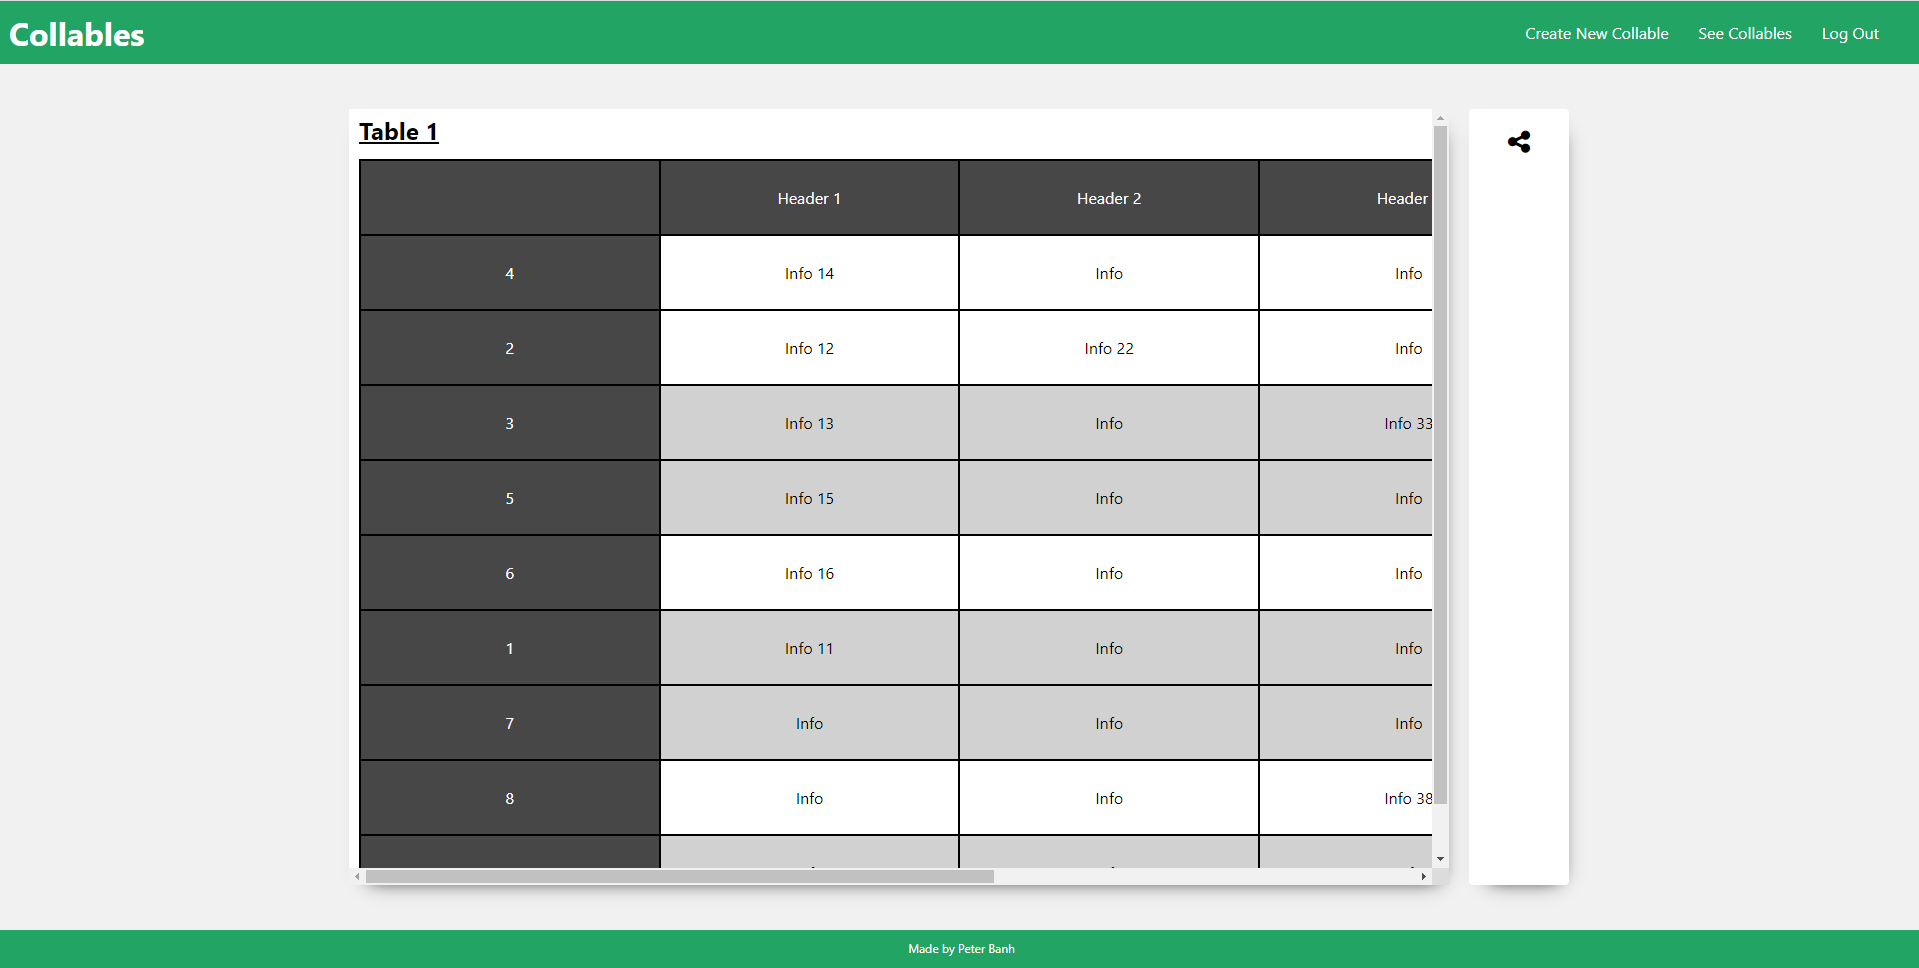 Collables
Create New Collable See Collables Log Out
Table 1
Header 1 Header 2 Header
4 Info 14 Info Info
2 Info 12 Info 22 Info
3 Info 13 Info Info 33
5 Info 15 Info Info
6 Info 16 Info Info
1 Info 11 Info Info
7 Info Info Info
8 Info Info Info 38
Made by Peter Banh